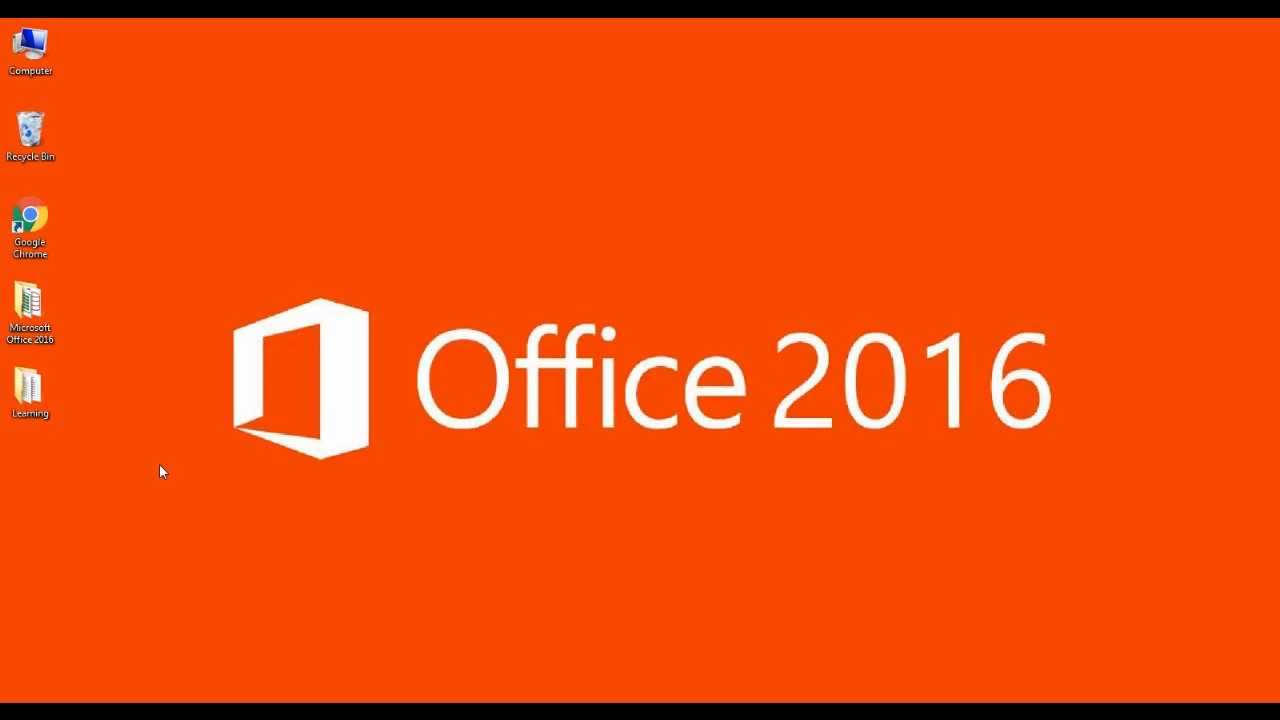 Computer
Recycle Bin
Google
Chrome
Microsoft
Office 2016
Learning
Office 2016